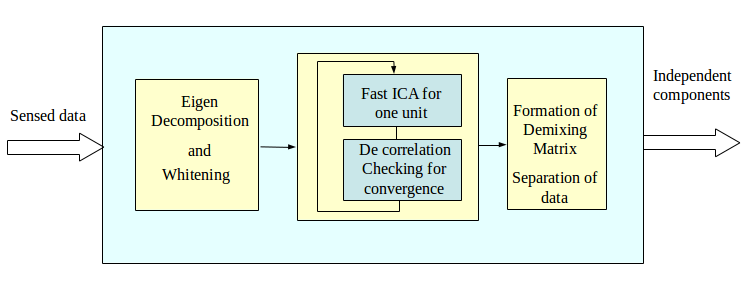 Sensed data
Eigen
Decomposition
and
Whitening
Fast ICA for
one unit
De correlation
Checking for
convergence
Formation of
Demixing
Matrix
Separation of
data
Independent
components